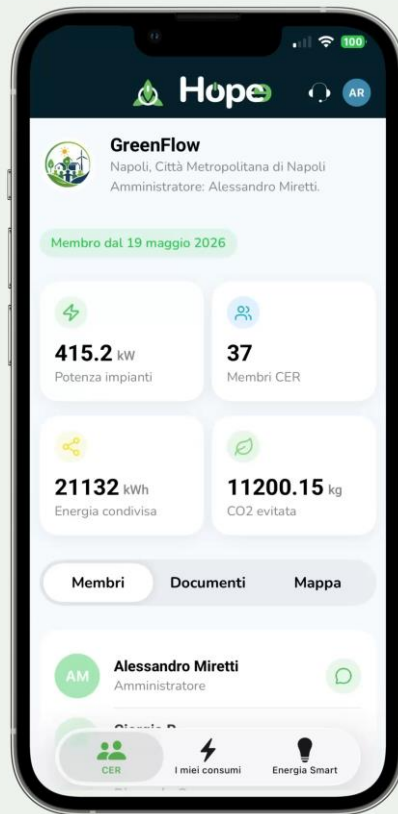 100
Hope
AR
GreenFlow
Napoli, Città Metropolitana di Napoli
Amministratore: Alessandro Miretti.
Membro dal 19 maggio 2026
415.2 kW
Potenza impianti
37
Membri CER
21132 kWh
Energia condivisa
11200.15 kg
CO2 evitata
Membri
Documenti
Mappa
AM
Alessandro Miretti
Amministratore
CER
I miei consumi
Energia Smart